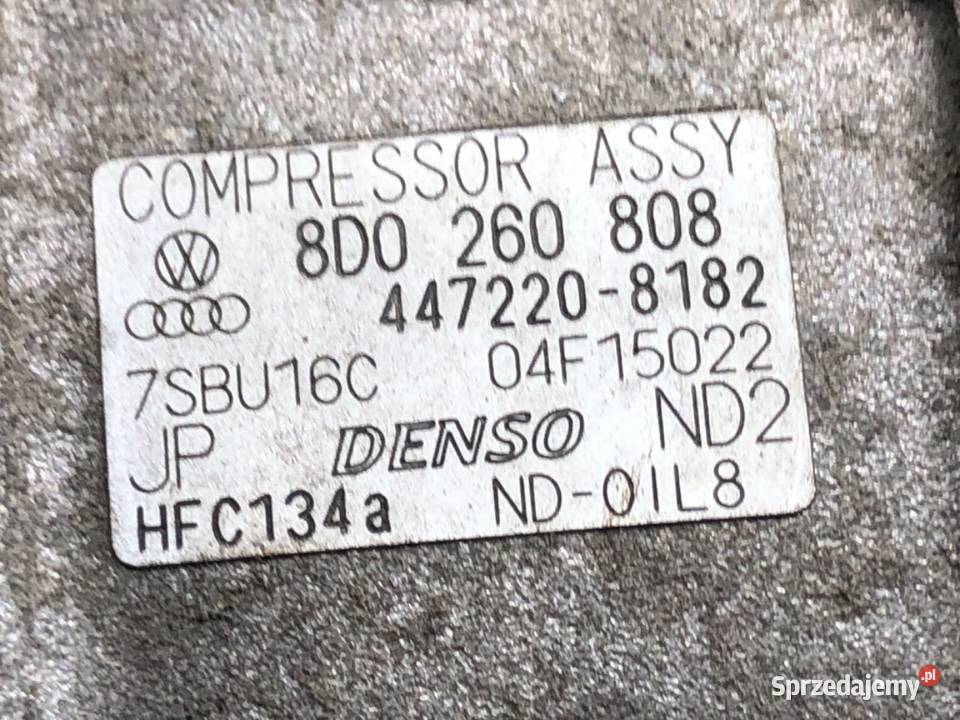 COMPRESSOR ASSY
8D0 260 808
447220-8182
7SBU16C 04F15022
JP DENSO ND2
HFC134a ND-OIL8
Sprzedajemy.pl